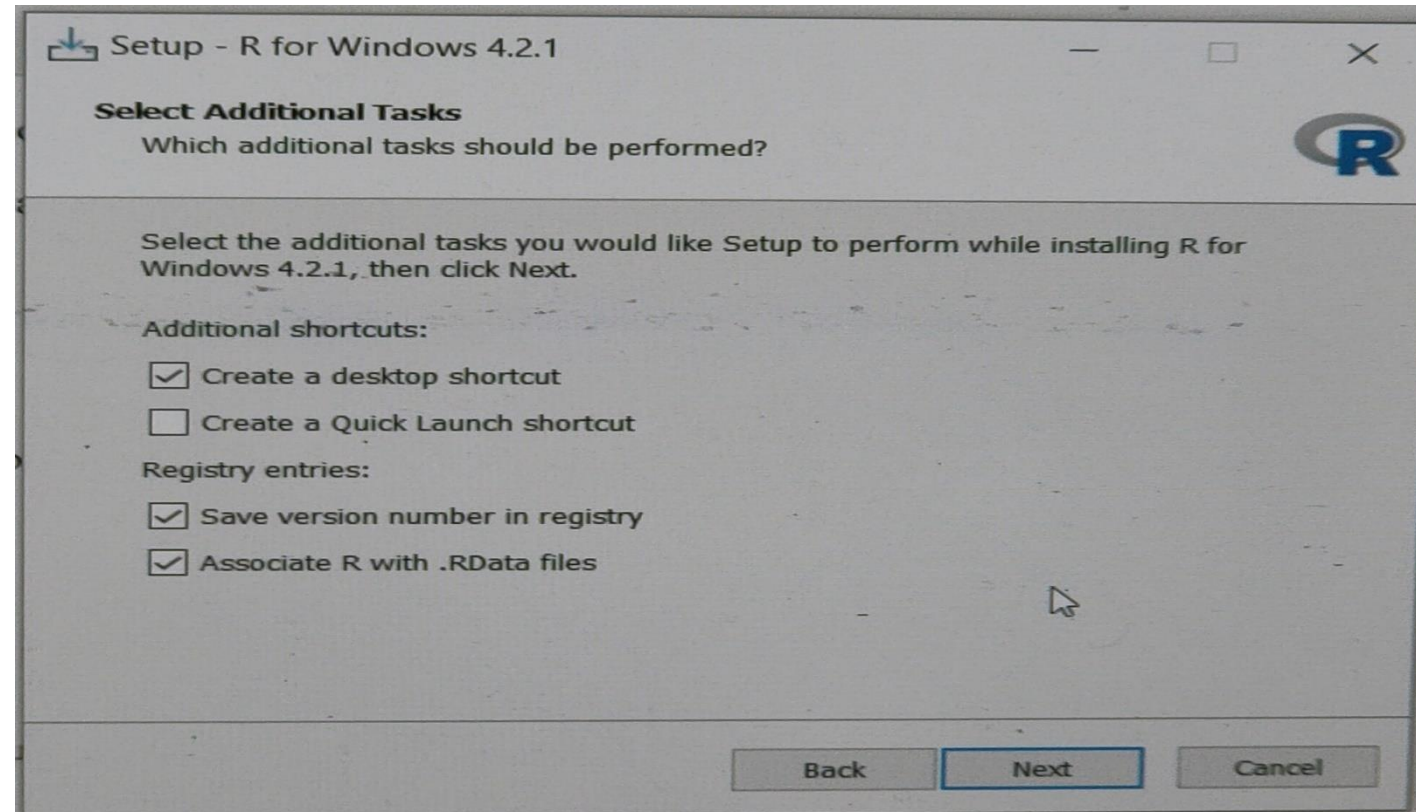 Setup - R for Windows 4.2.1
Select Additional Tasks
Which additional tasks should be performed?
R
Select the additional tasks you would like Setup to perform while installing R for
Windows 4.2.1, then click Next.
Additional shortcuts:
Create a desktop shortcut
Create a Quick Launch shortcut
Registry entries:
Save version number in registry
Associate R with .RData files
Back Next Cancel